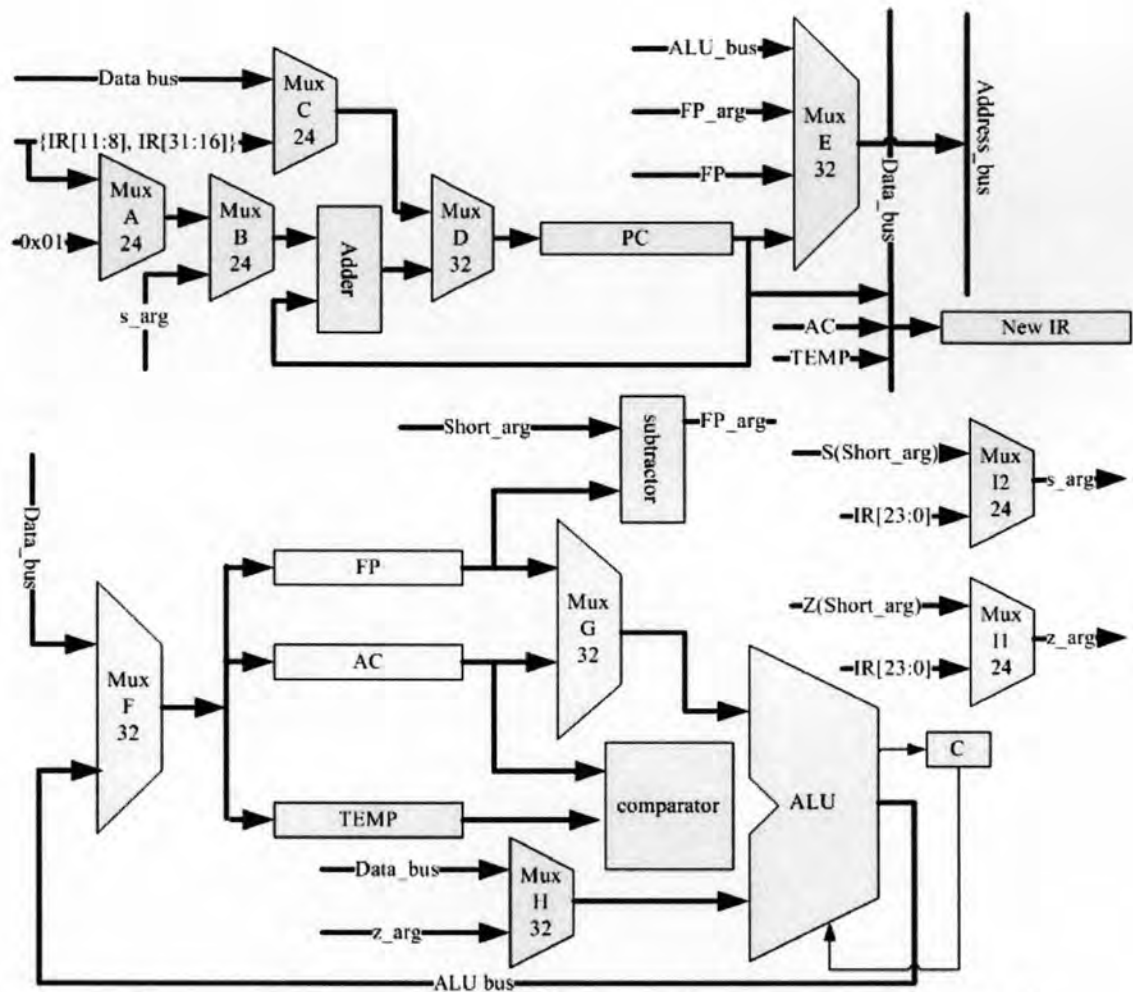 Data bus
{IR[11:8], IR[31:16]}
0x01
s_arg
Mux
A
24
Mux
B
24
Mux
C
24
Adder
Mux
D
32
PC
ALU_bus
FP_arg
FP
Mux
E
32
Data_bus
Address_bus
AC
TEMP
New IR
Short_arg
subtractor
FP_arg
S(Short_arg)
IR[23:0]
Mux
I2
24
s_arg
Z(Short_arg)
IR[23:0]
Mux
I1
24
z_arg
Data_bus
Mux
F
32
FP
AC
TEMP
Mux
G
32
comparator
Data_bus
z_arg
Mux
H
32
ALU
C
ALU bus